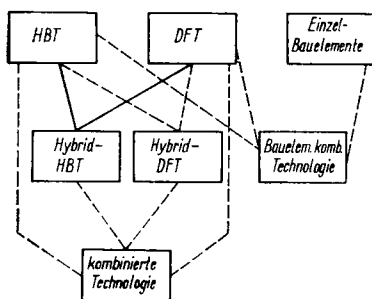 HBT
DFT
Einzel-
Bauelemente
Hybrid-
HBT
Hybrid-
DFT
Bauelem. komb.
Technologie
kombinierte
Technologie